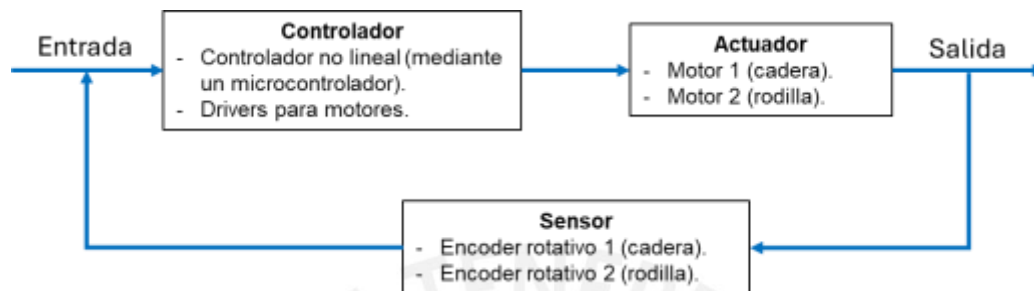 Entrada
Controlador
- Controlador no lineal (mediante
un microcontrolador).
- Drivers para motores.
Actuador
- Motor 1 (cadera).
- Motor 2 (rodilla).
Salida
Sensor
- Encoder rotativo 1 (cadera).
- Encoder rotativo 2 (rodilla).